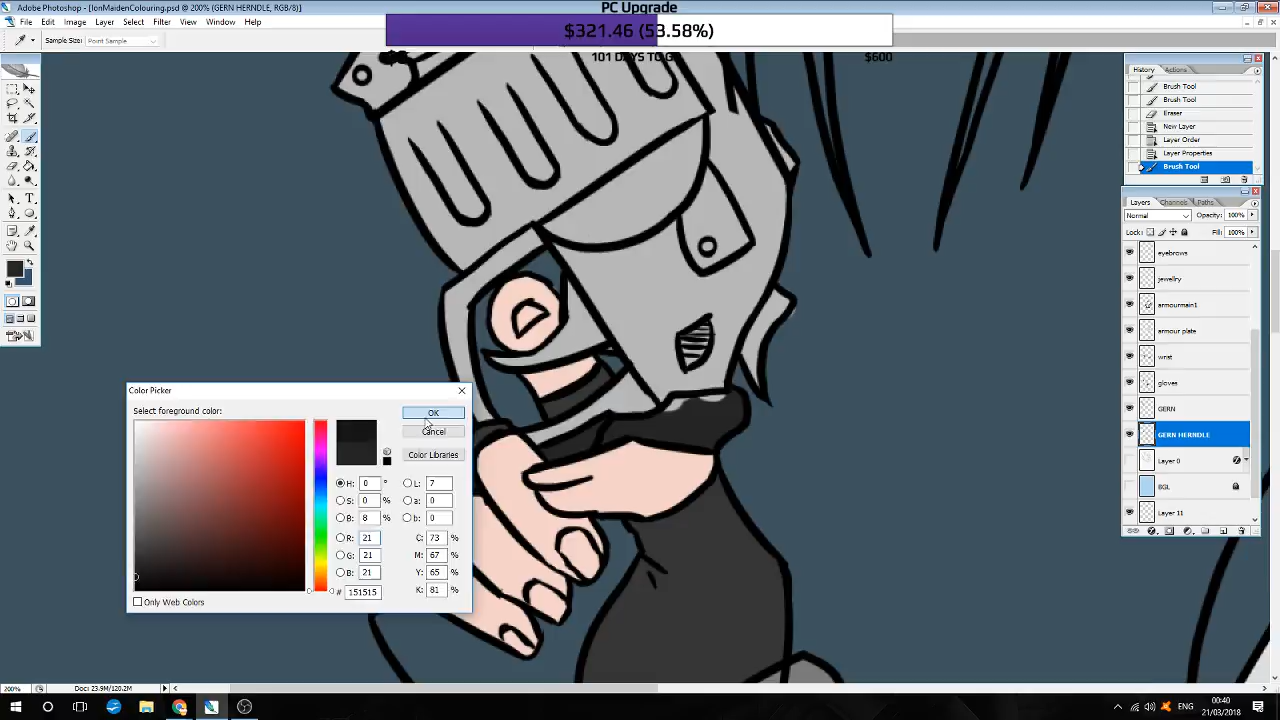 Adobe Photoshop - [IonMaidenColouring.psd @ 200% (GERN HERNDLE, RGB/8)]
PC Upgrade
File Edit Image Layer Select Filter View Window Help
$321.46 (53.58%)
Sample Size: Point Sample
101 DAYS TO G
$600
History Actions
Brush Tool
Brush Tool
Eraser
New Layer
Layer Order
Layer Properties
Brush Tool
Layers Channels Paths
Normal Opacity: 100%
Lock: Fill: 100%
eyebrows
jewellry
armourmain1
armour plate
wrist
gloves
GERN
GERN HERNDLE
Layer 0
BGL
Layer 11
Color Picker
Select foreground color:
OK
Cancel
Color Libraries
H: 0 ° L: 7
S: 0 % a: 0
B: 8 % b: 0
R: 21 C: 73 %
G: 21 M: 67 %
B: 21 Y: 65 %
# 151515 K: 81 %
Only Web Colors
200% Doc: 23.9M/120.2M
ENG
00:40
21/03/2018